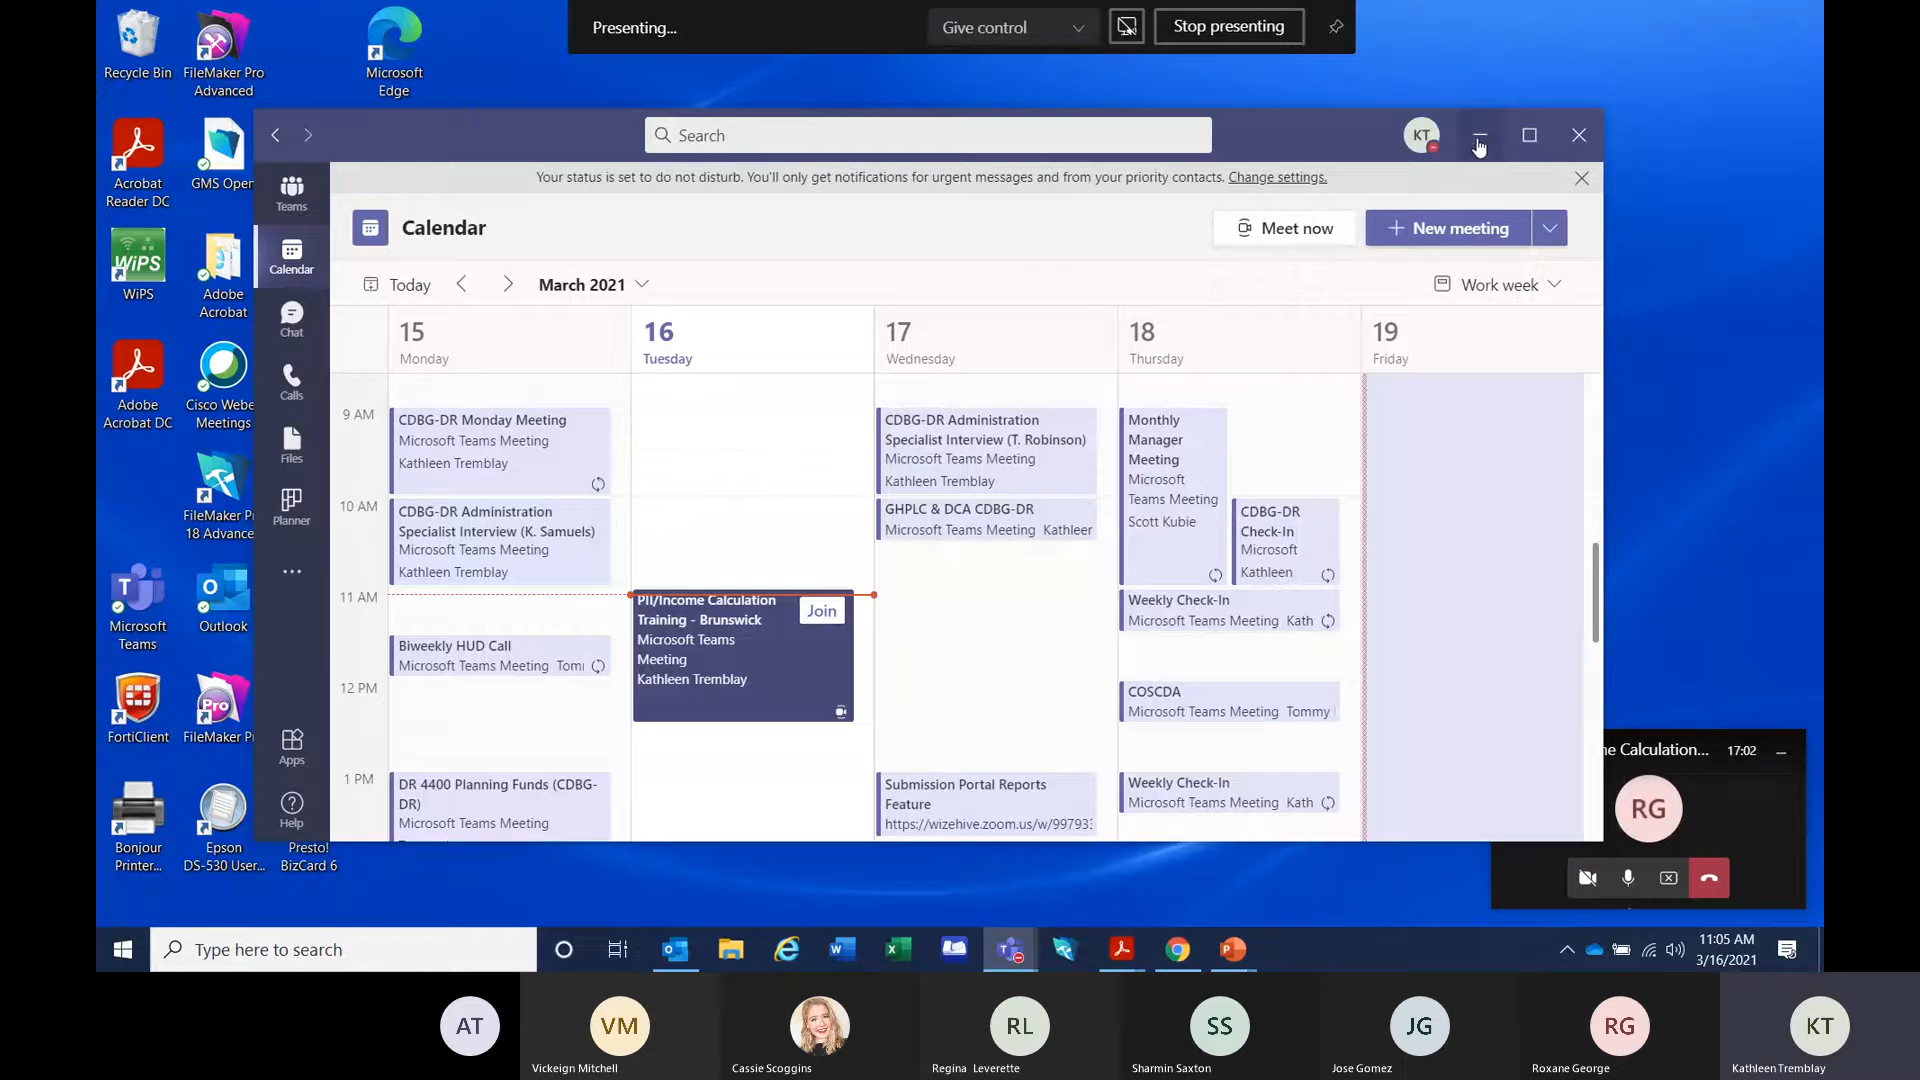 Presenting...
Give control
Stop presenting
Recycle Bin
FileMaker Pro
Advanced
Microsoft
Edge
Search
KT
Your status is set to do not disturb. You'll only get notifications for urgent messages and from your priority contacts. Change settings.
Acrobat
Reader DC
GMS Open
Teams
Calendar
Meet now
New meeting
WiPS
WiPS
Adobe
Acrobat
Calendar
Today
March 2021
Work week
Chat
15
Monday
16
Tuesday
17
Wednesday
18
Thursday
19
Friday
Adobe
Acrobat DC
Cisco Webe
Meetings
Calls
Files
Planner
FileMaker P
18 Advance
9 AM
10 AM
11 AM
12 PM
1 PM
CDBG-DR Monday Meeting
Microsoft Teams Meeting
Kathleen Tremblay
CDBG-DR Administration
Specialist Interview (K. Samuels)
Microsoft Teams Meeting
Kathleen Tremblay
Biweekly HUD Call
Microsoft Teams Meeting Tom
DR 4400 Planning Funds (CDBG-
DR)
Microsoft Teams Meeting
PII/Income Calculation
Training - Brunswick
Join
Microsoft Teams
Meeting
Kathleen Tremblay
CDBG-DR Administration
Specialist Interview (T. Robinson)
Microsoft Teams Meeting
Kathleen Tremblay
GHPLC & DCA CDBG-DR
Microsoft Teams Meeting Kathleer
Submission Portal Reports
Feature
https://wizehive.zoom.us/w/99793
Monthly
Manager
Meeting
Microsoft
Teams Meeting
Scott Kubie
CDBG-DR
Check-In
Microsoft
Kathleen
Weekly Check-In
Microsoft Teams Meeting Kath
COSCDA
Microsoft Teams Meeting Tommy
Weekly Check-In
Microsoft Teams Meeting Kath
Microsoft
Teams
Outlook
FortiClient
Pro
FileMaker P
Apps
Help
Bonjour
Printer...
Epson
DS-530 User...
Presto!
BizCard 6
ne Calculation...
17:02
RG
Type here to search
11:05 AM
3/16/2021
AT
VM
RL
SS
JG
RG
KT
Vickeign Mitchell
Cassie Scoggins
Regina Leverette
Sharmin Saxton
Jose Gomez
Roxane George
Kathleen Tremblay